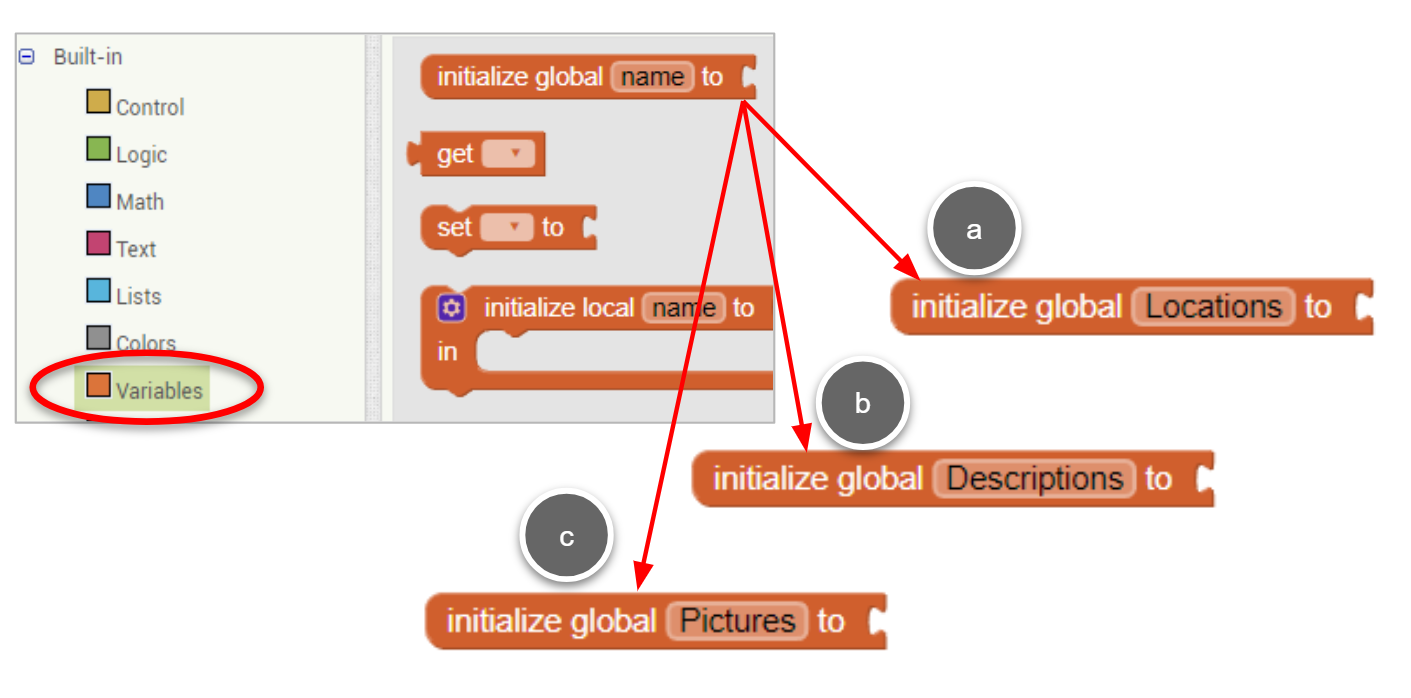 Built-in
Control
Logic
Math
Text
Lists
Colors
Variables
initialize global name to
get
set to
initialize local name to
in
a
initialize global Locations to
b
initialize global Descriptions to
c
initialize global Pictures to